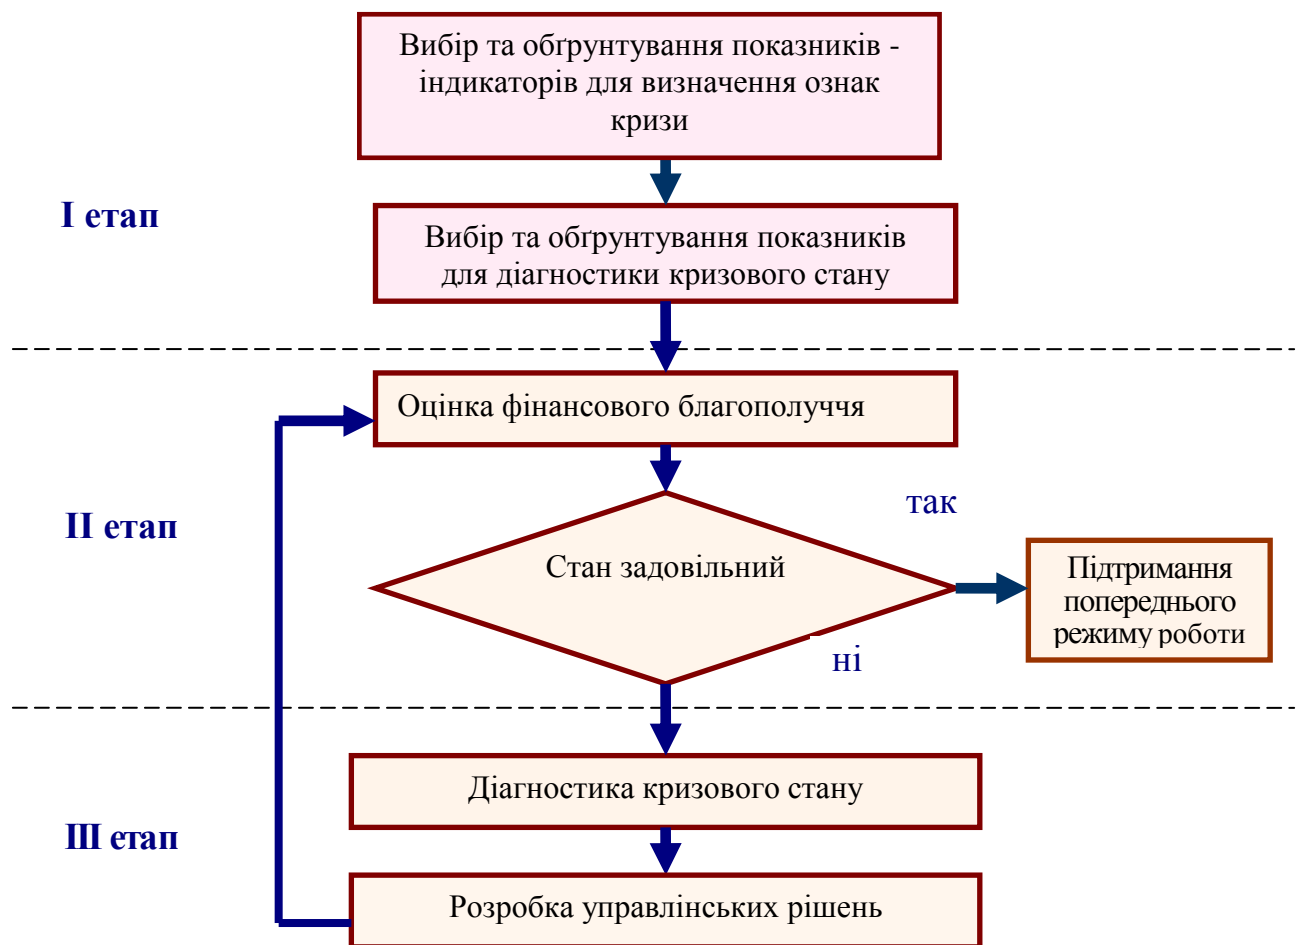 Вибір та обґрунтування показників -
індикаторів для визначення ознак
кризи
І етап
Вибір та обґрунтування показників
для діагностики кризового стану
Оцінка фінансового благополуччя
так
ІІ етап
Стан задовільний
Підтримання
попереднього
режиму роботи
ні
Діагностика кризового стану
ІІІ етап
Розробка управлінських рішень